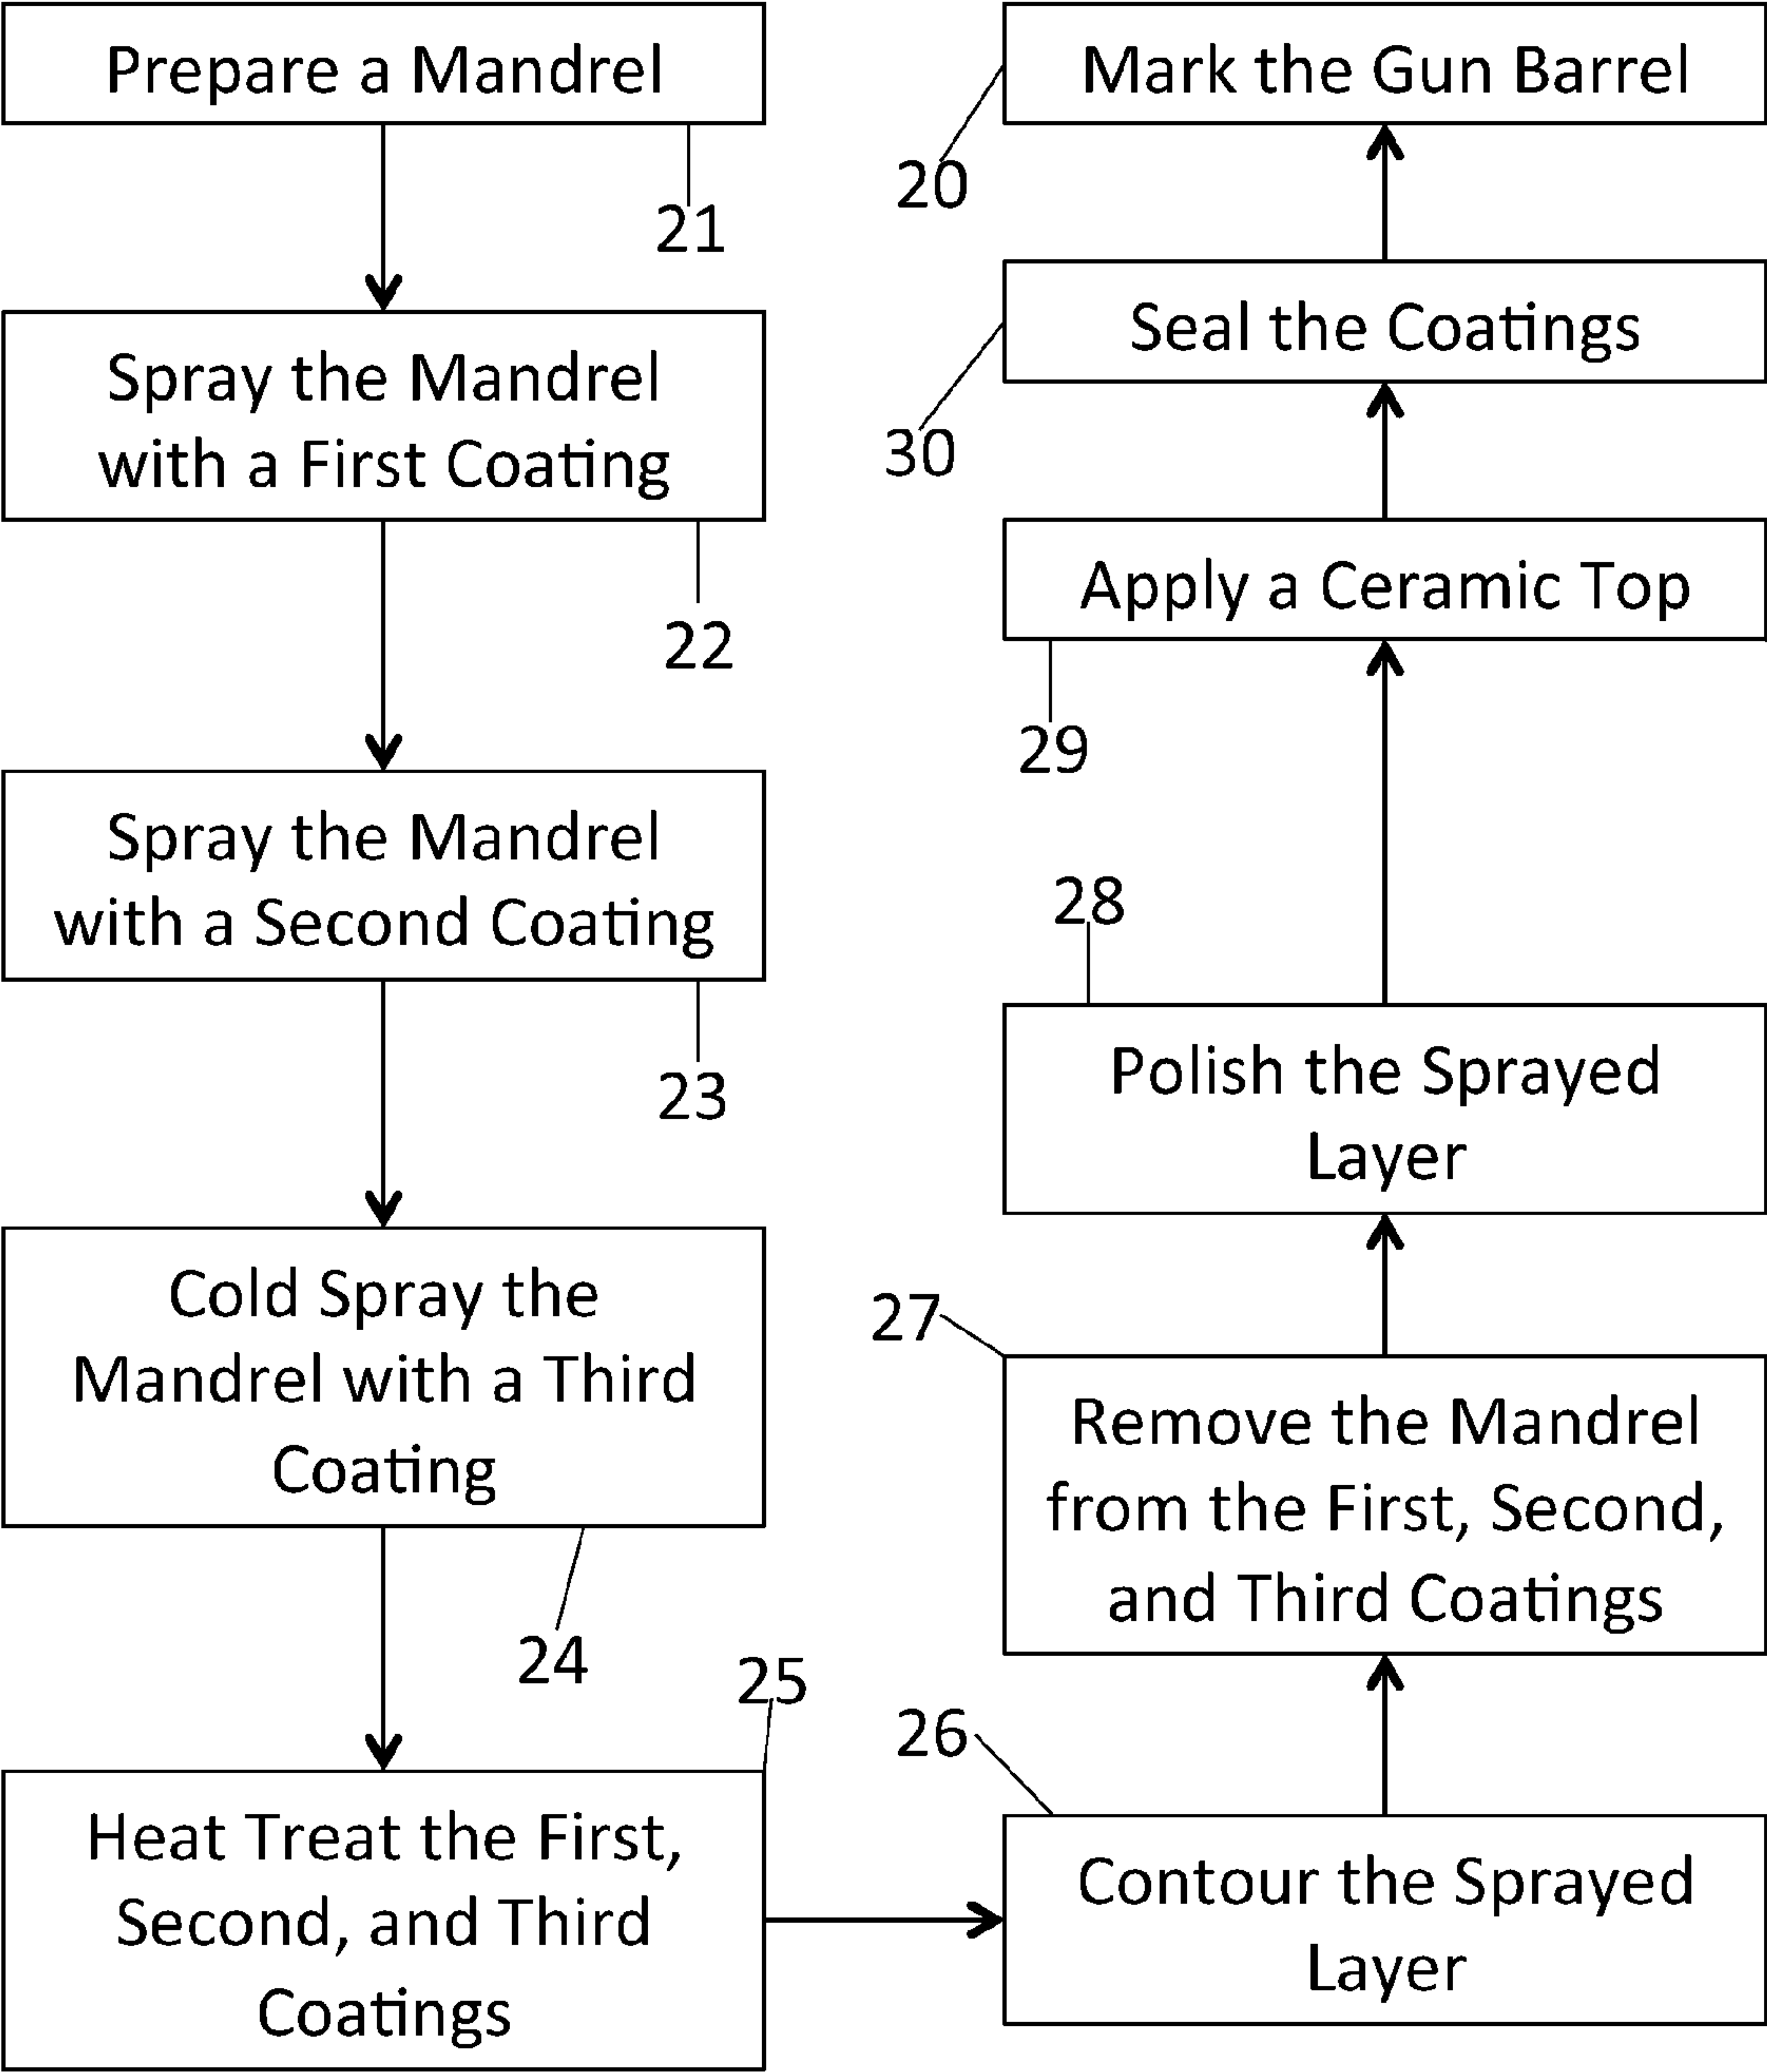 Prepare a Mandrel
21
Spray the Mandrel
with a First Coating
22
Spray the Mandrel
with a Second Coating
23
Cold Spray the
Mandrel with a Third
Coating
24
25
Heat Treat the First,
Second, and Third
Coatings
26
Contour the Sprayed
Layer
27
Remove the Mandrel
from the First, Second,
and Third Coatings
28
Polish the Sprayed
Layer
Apply a Ceramic Top
29
Seal the Coatings
30
Mark the Gun Barrel
20